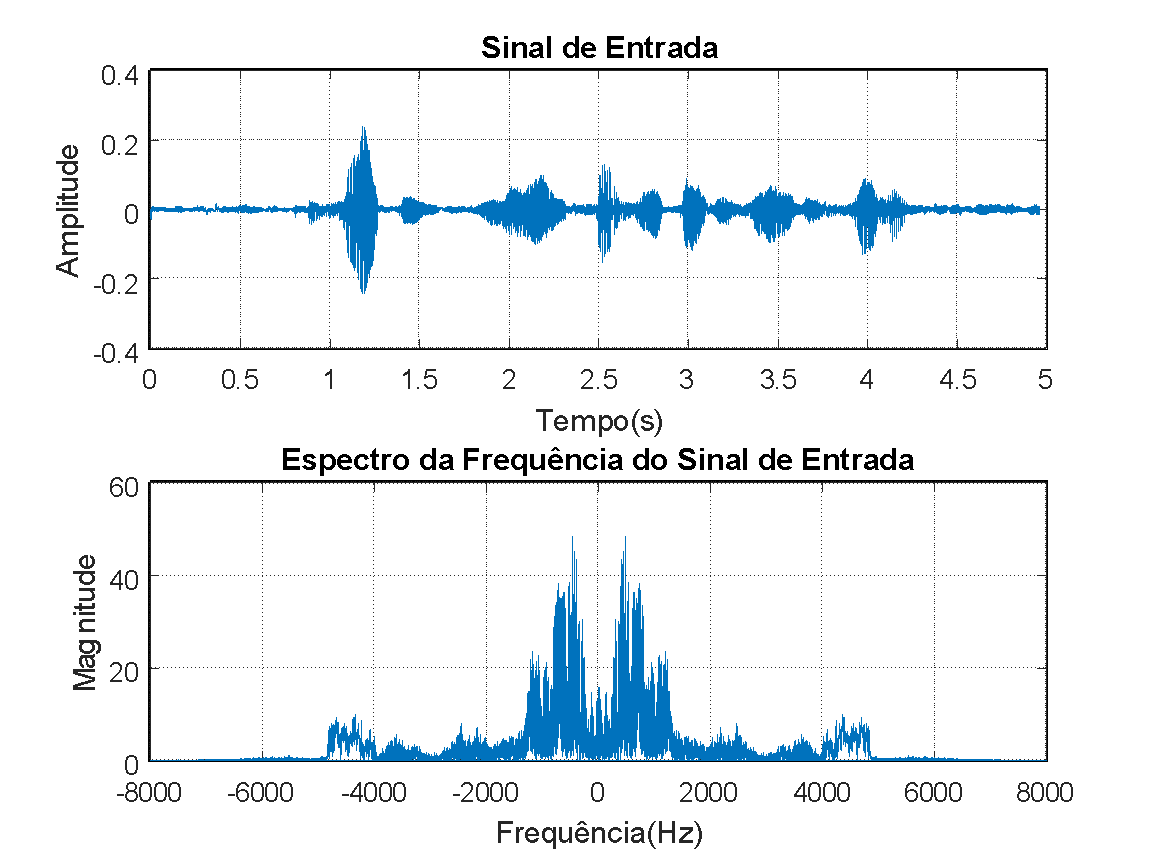 Sinal de Entrada
0.4
0.2
0
-0.2
-0.4
Amplitude
0 0.5 1 1.5 2 2.5 3 3.5 4 4.5 5
Tempo(s)
Espectro da Frequência do Sinal de Entrada
60
40
20
0
Magnitude
-8000 -6000 -4000 -2000 0 2000 4000 6000 8000
Frequência(Hz)